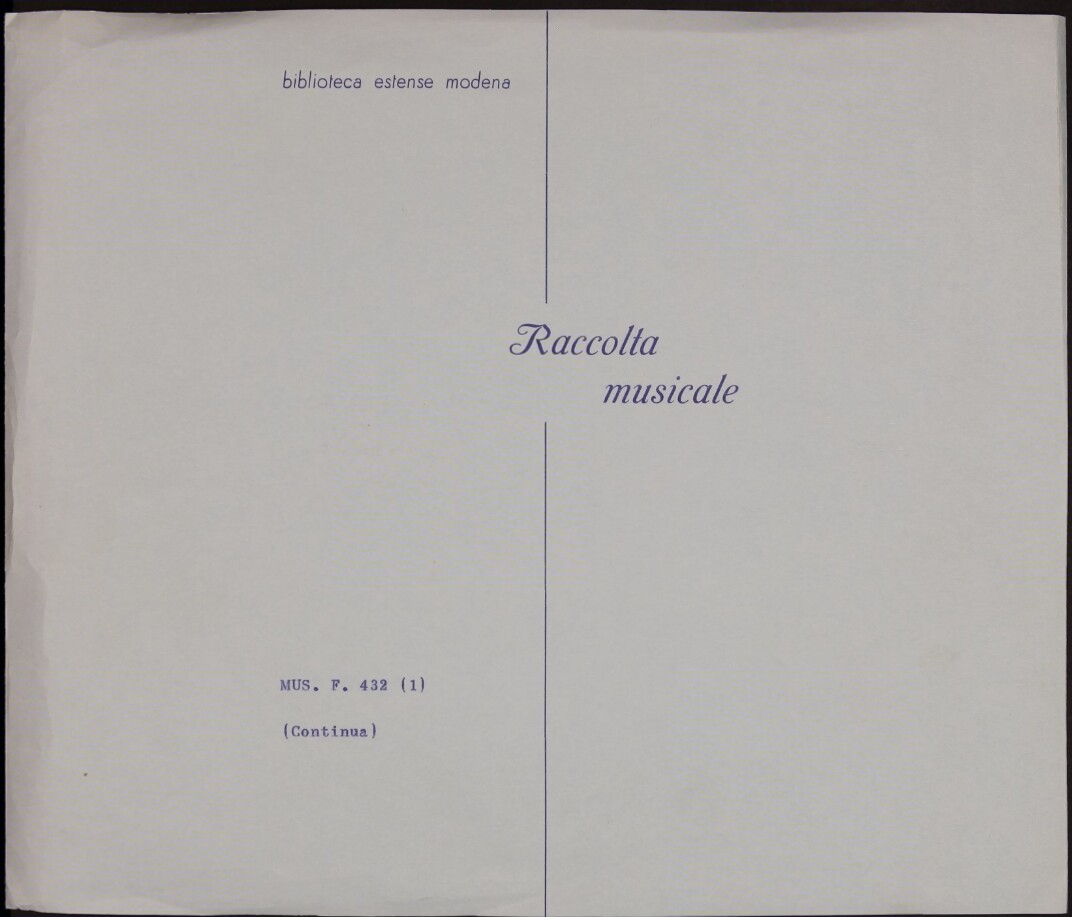 biblioteca estense modena
Raccolta
musicale
MUS. F. 432 (1)
(Continua)